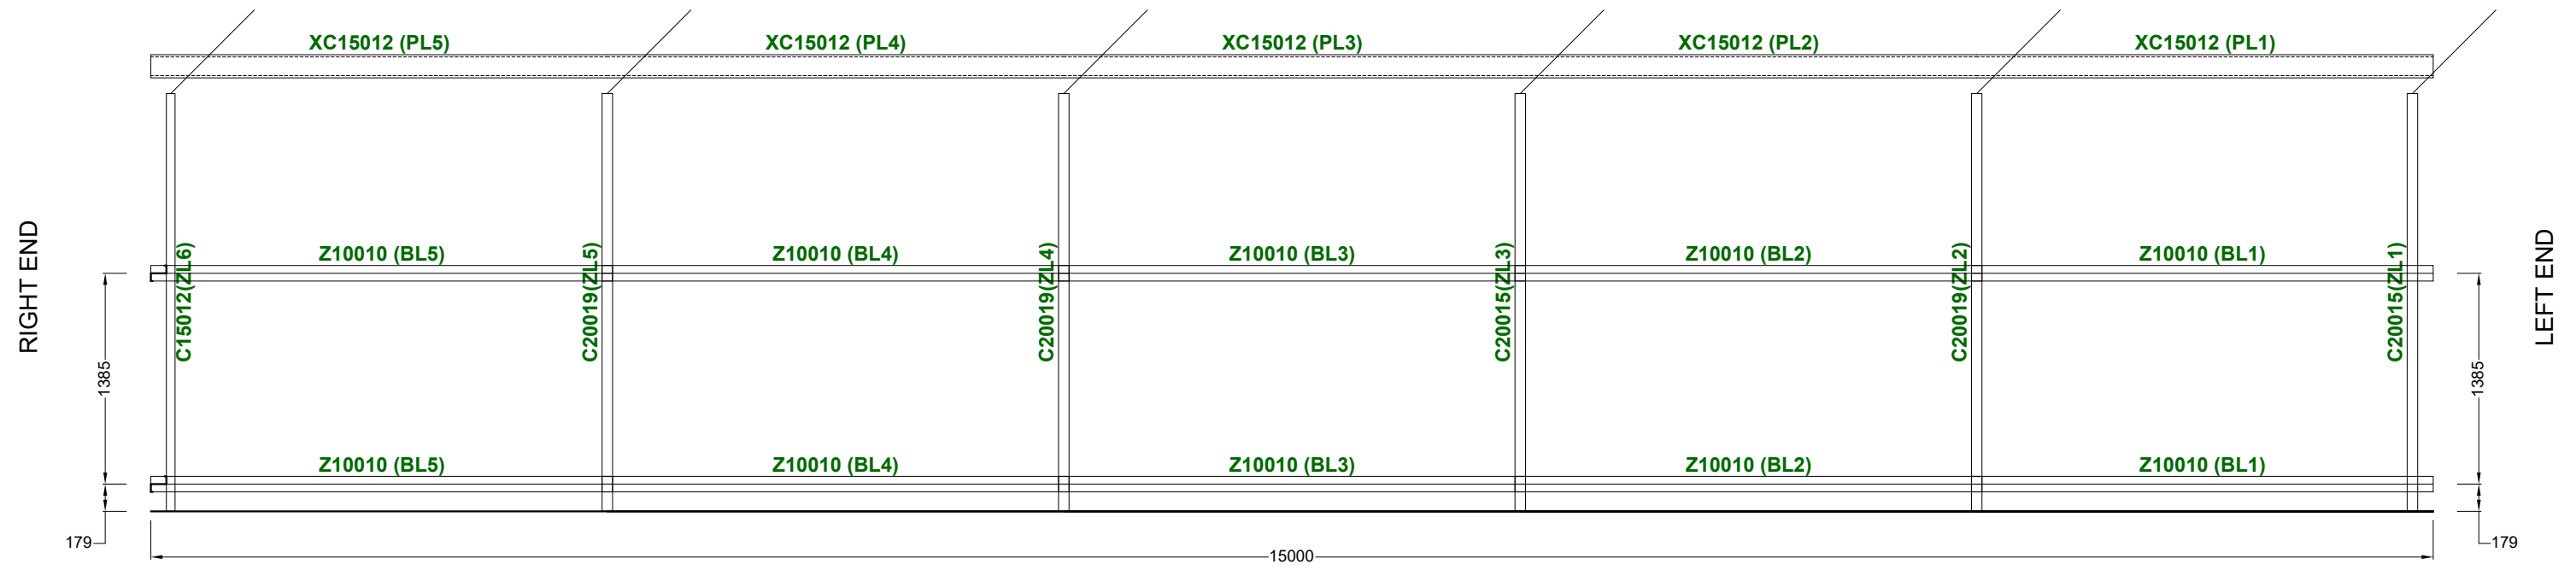 XC15012 (PL5)
XC15012 (PL4)
XC15012 (PL3)
XC15012 (PL2)
XC15012 (PL1)
RIGHT END
LEFT END
Z10010 (BL5)
Z10010 (BL4)
Z10010 (BL3)
Z10010 (BL2)
Z10010 (BL1)
C15012(ZL6)
C20019(ZL5)
C20019(ZL4)
C20015(ZL3)
C20019(ZL2)
C20015(ZL1)
1385
1385
Z10010 (BL5)
Z10010 (BL4)
Z10010 (BL3)
Z10010 (BL2)
Z10010 (BL1)
179
179
15000